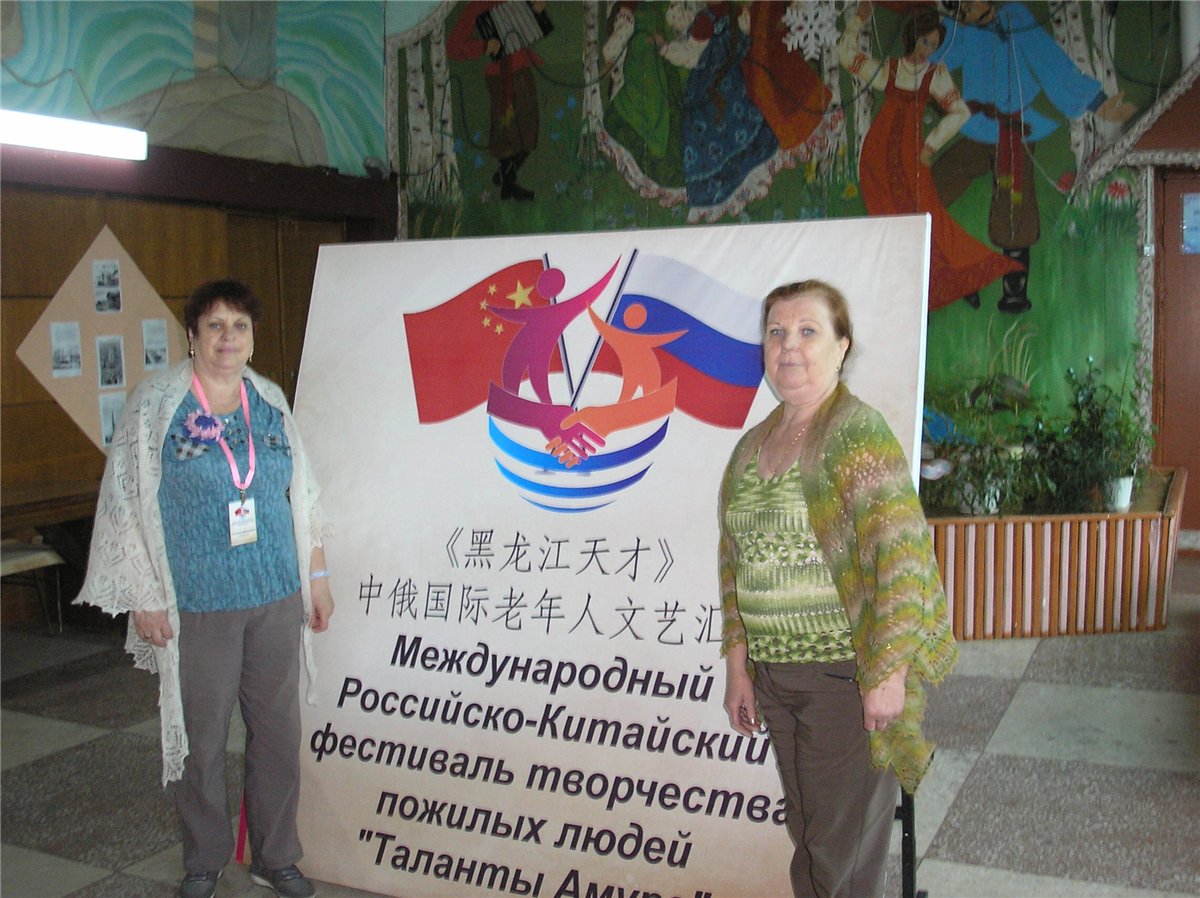 《黑龙江天才》
中俄国际老年人文艺汇
Международный
Российско-Китайский
фестиваль творчества
пожилых людей
"Таланты Амура"